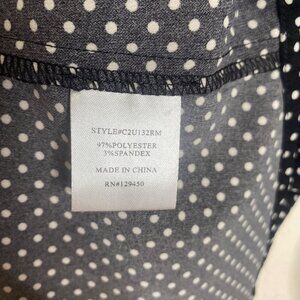 STYLE#C2U132RM
97%POLYESTER
3%SPANDEX
MADE IN CHINA
RN#129450